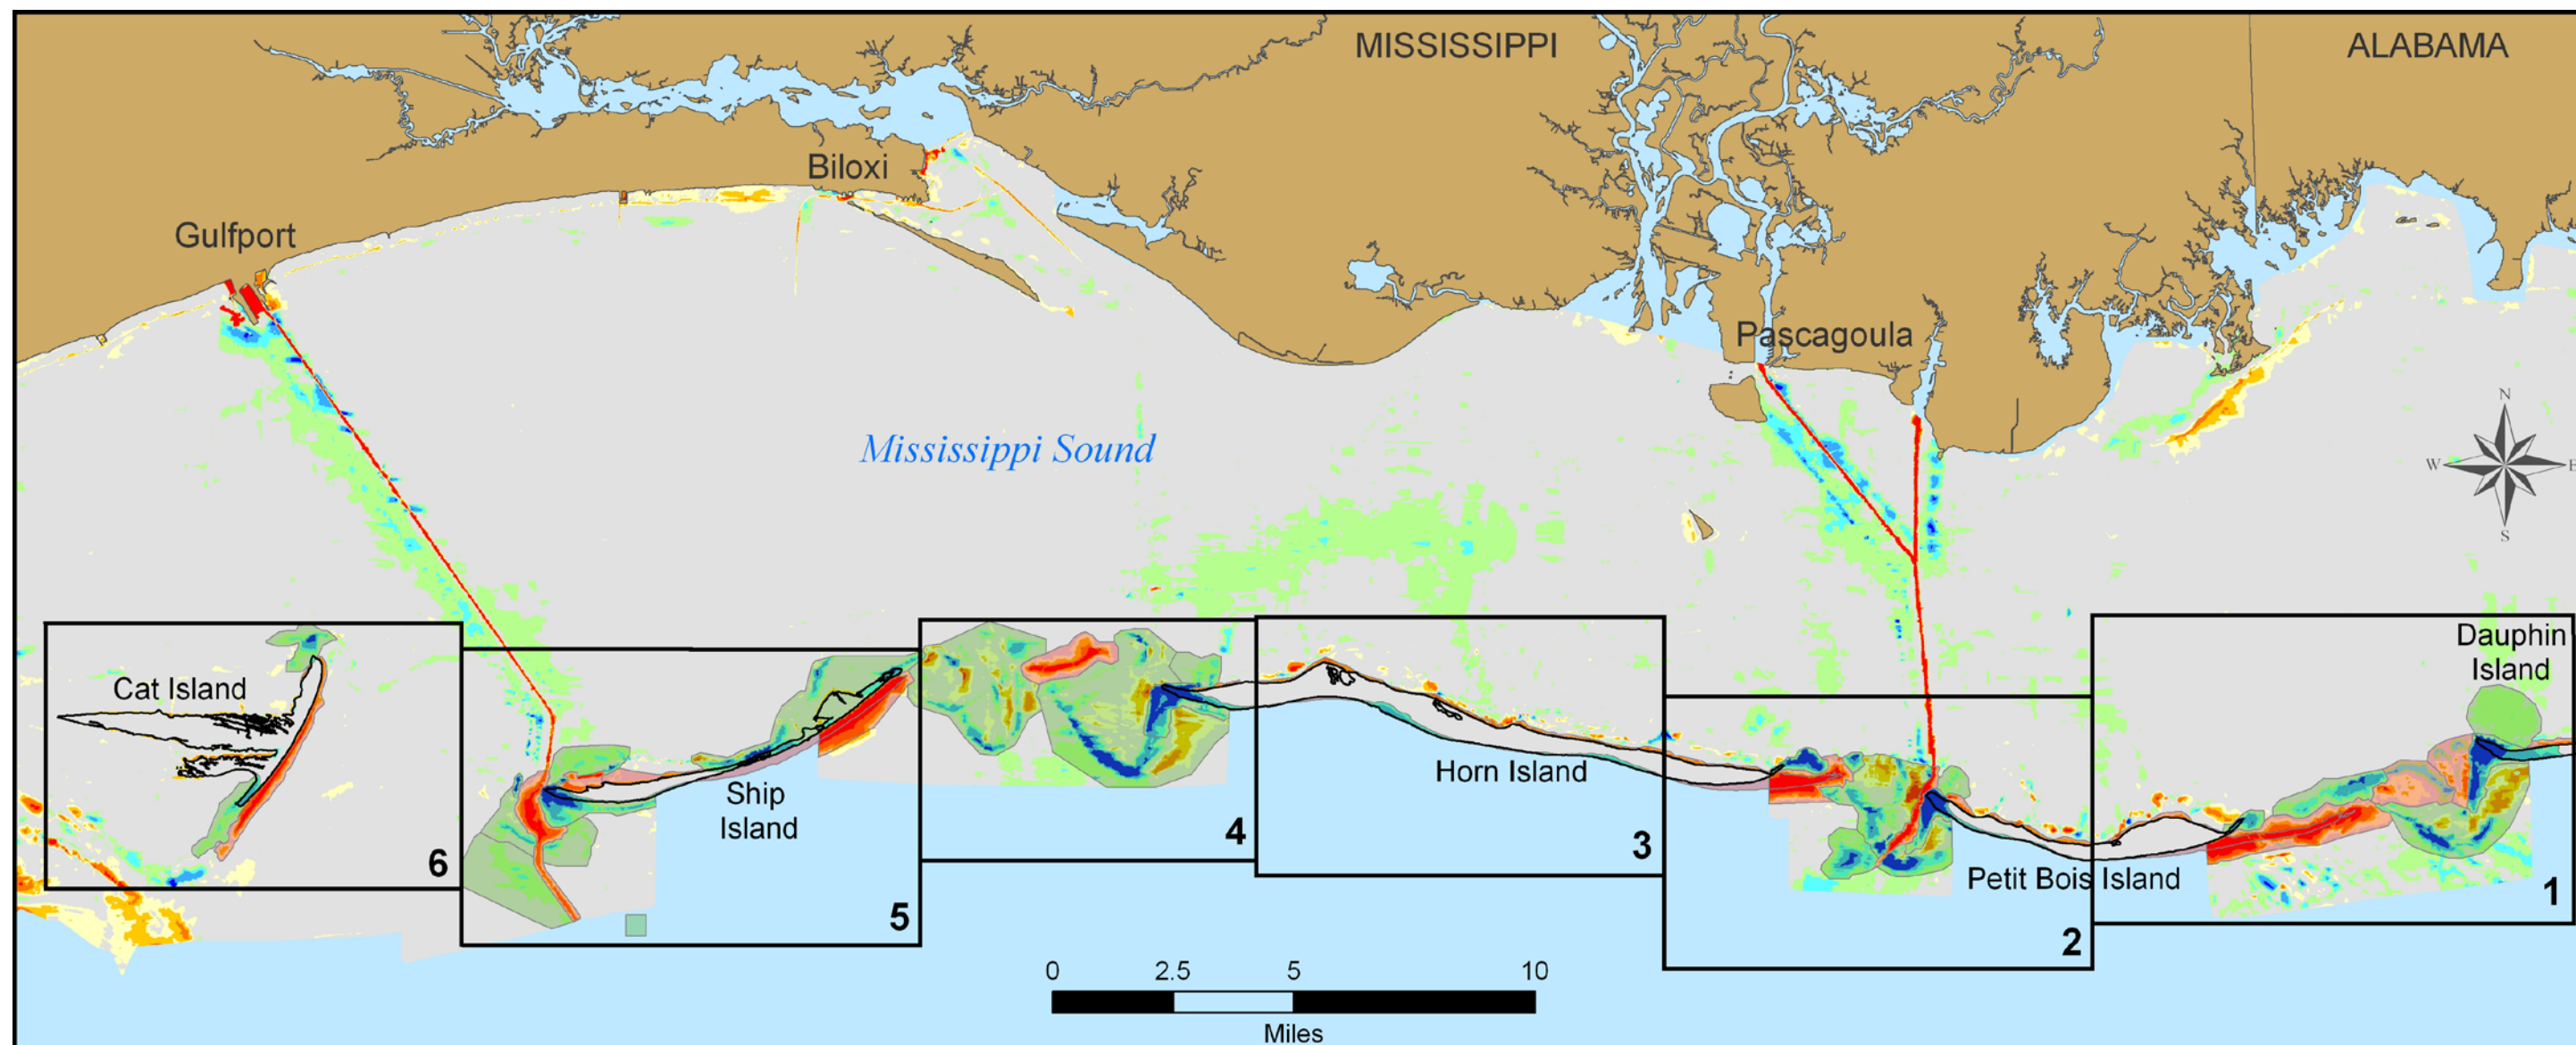 MISSISSIPPI
ALABAMA
Biloxi
Gulfport
Pascagoula
Mississippi Sound
N
W
E
S
Dauphin
Island
Cat Island
Ship
Island
Horn Island
Petit Bois Island
6
5
4
3
2
1
0 2.5 5 10
Miles